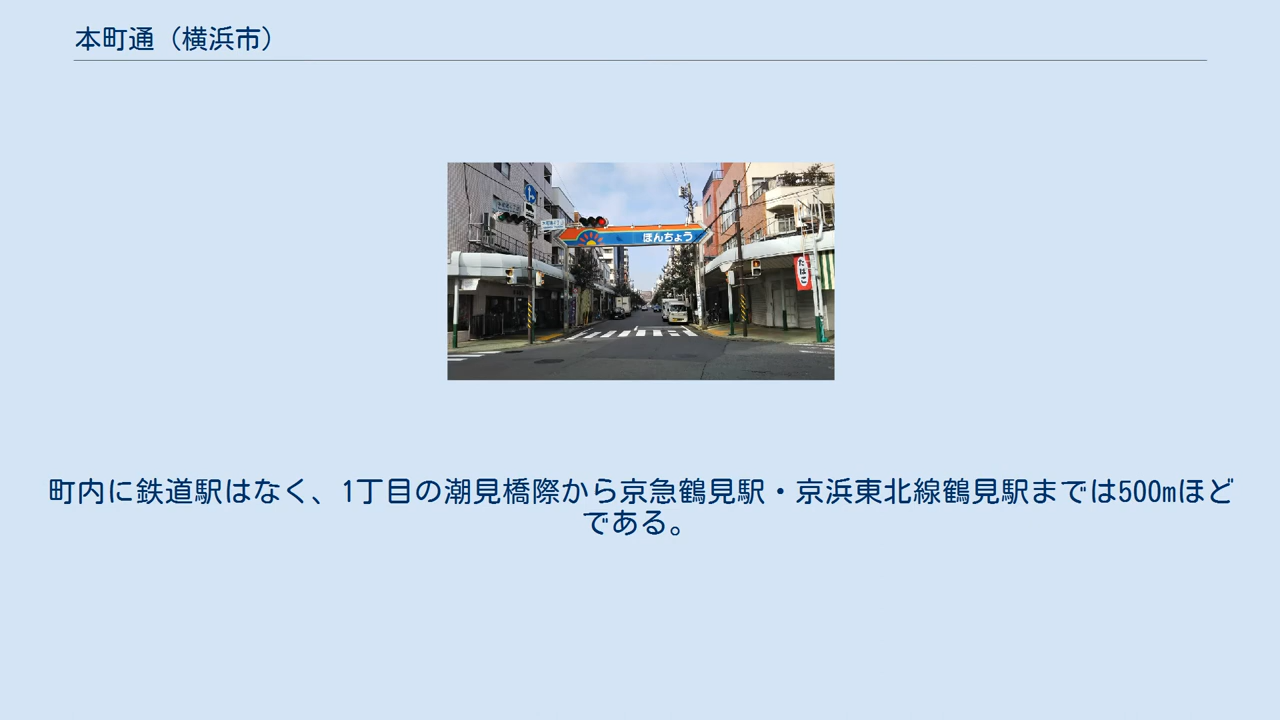 本町通（横浜市）
ほんちょう
たばこ
町内に鉄道駅はなく、1丁目の潮見橋際から京急鶴見駅・京浜東北線鶴見駅までは500mほど
である。